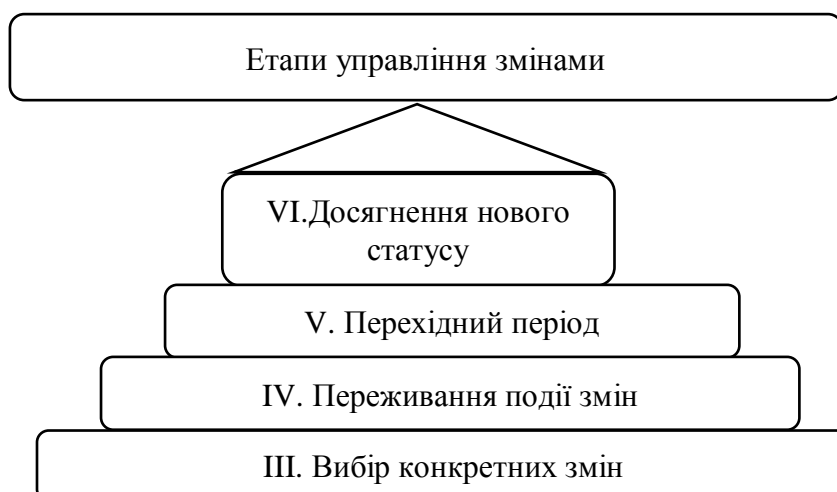 Етапи управління змінами
VI.Досягнення нового
статусу
V. Перехідний період
IV. Переживання події змін
III. Вибір конкретних змін